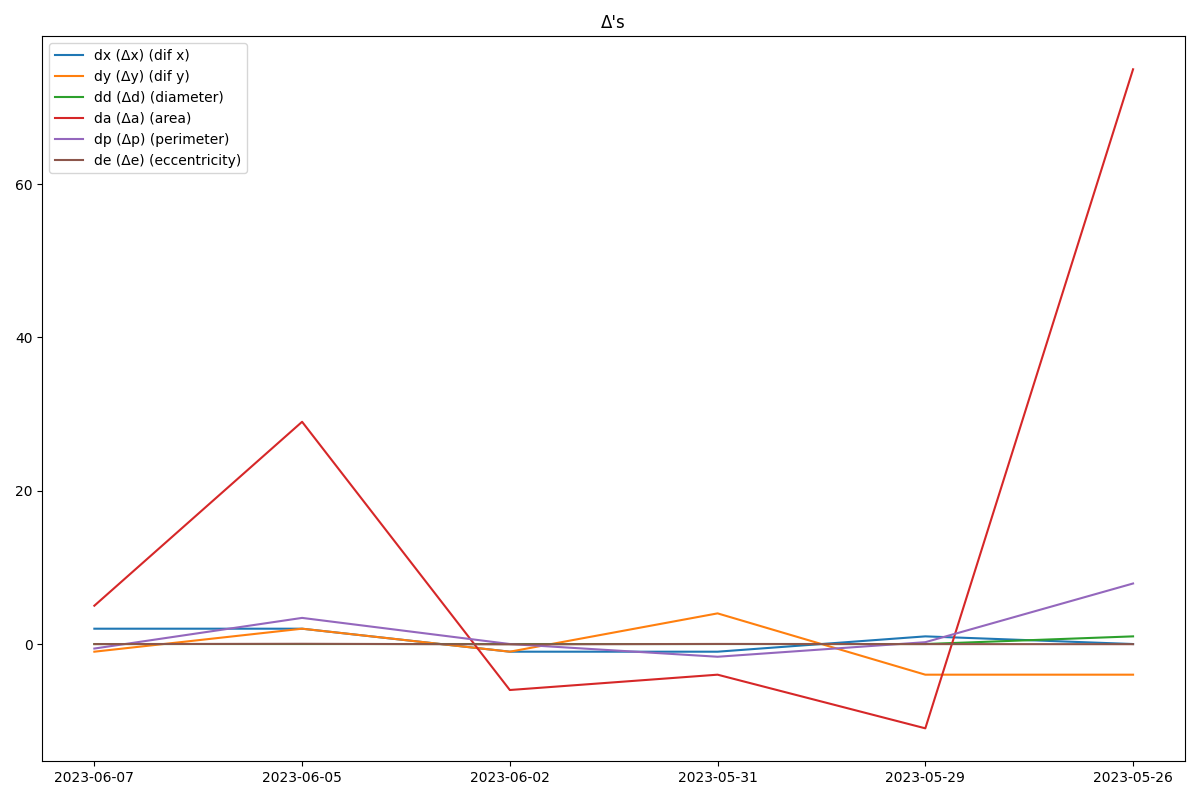 Δ's
dx (Δx) (dif x)
dy (Δy) (dif y)
dd (Δd) (diameter)
da (Δa) (area)
dp (Δp) (perimeter)
de (Δe) (eccentricity)
60
40
20
0
2023-06-07 2023-06-05 2023-06-02 2023-05-31 2023-05-29 2023-05-26